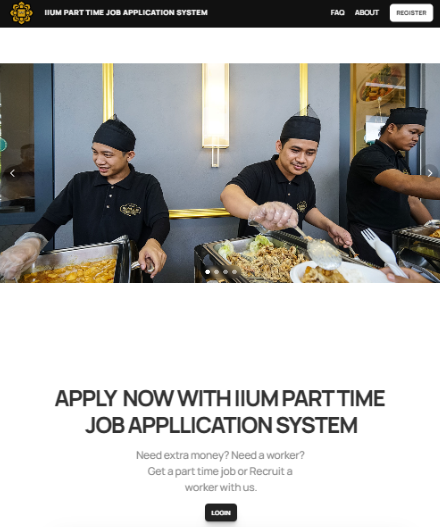 IIUM PART TIME JOB APPLICATION SYSTEM
FAQ
ABOUT
REGISTER
APPLY NOW WITH IIUM PART TIME
JOB APPLLICATION SYSTEM
Need extra money? Need a worker?
Get a part time job or Recruit a
worker with us.
LOGIN